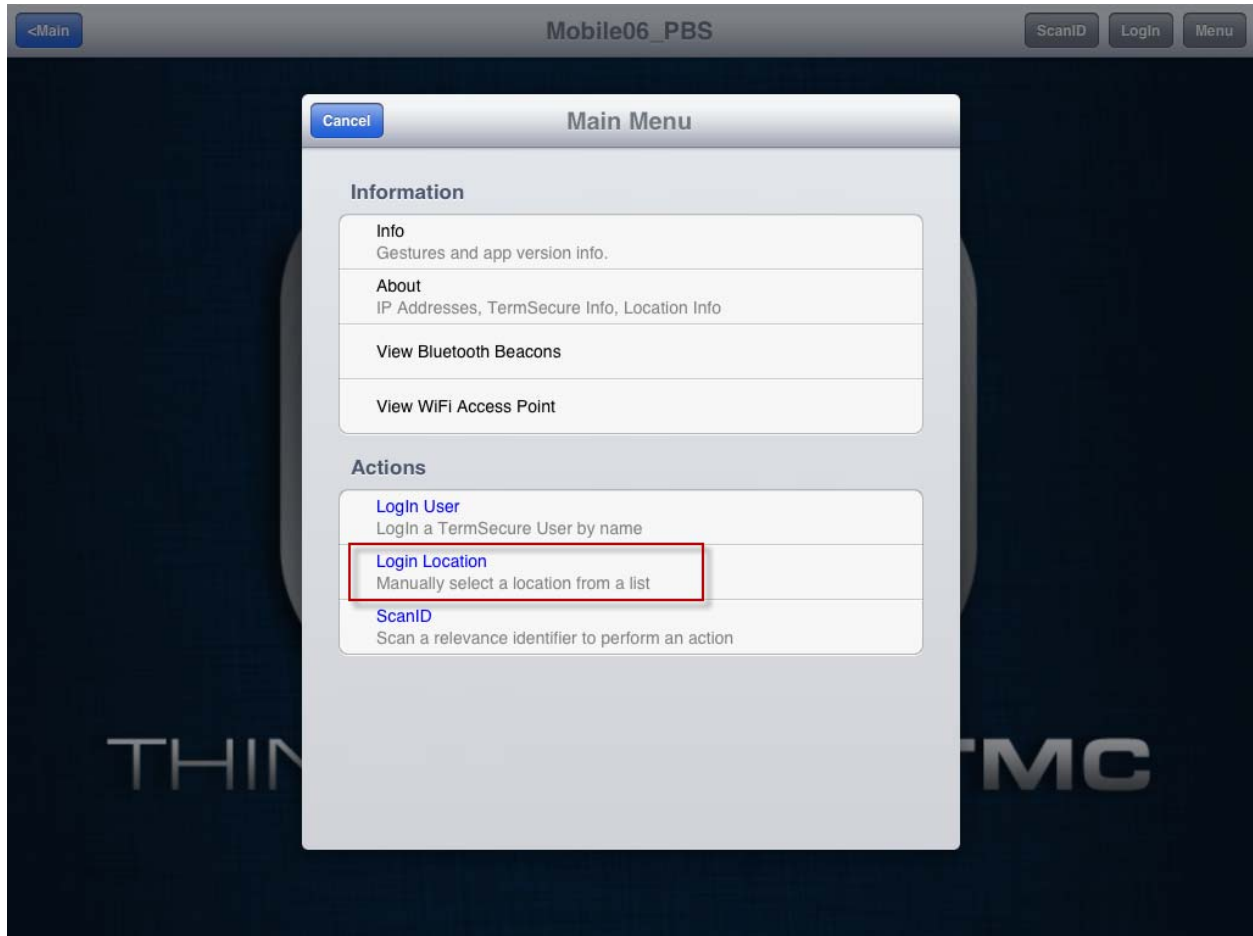 <Main
Mobile06_PBS
ScanID
LogIn
Menu
Cancel
Main Menu
Information
Info
Gestures and app version info.
About
IP Addresses, TermSecure Info, Location Info
View Bluetooth Beacons
View WiFi Access Point
Actions
LogIn User
LogIn a TermSecure User by name
Login Location
Manually select a location from a list
ScanID
Scan a relevance identifier to perform an action